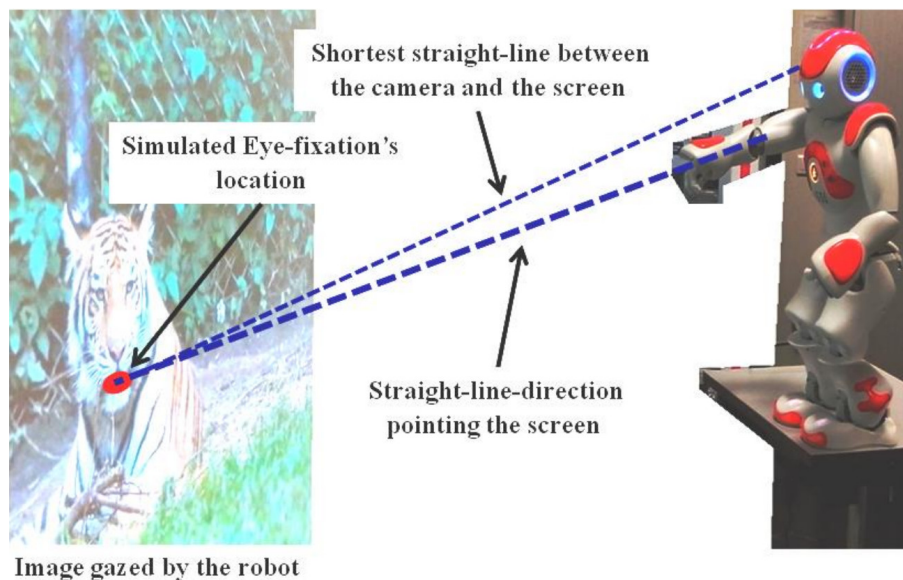 Shortest straight-line between
the camera and the screen
Simulated Eye-fixation's
location
Straight-line-direction
pointing the screen
Image gazed by the robot